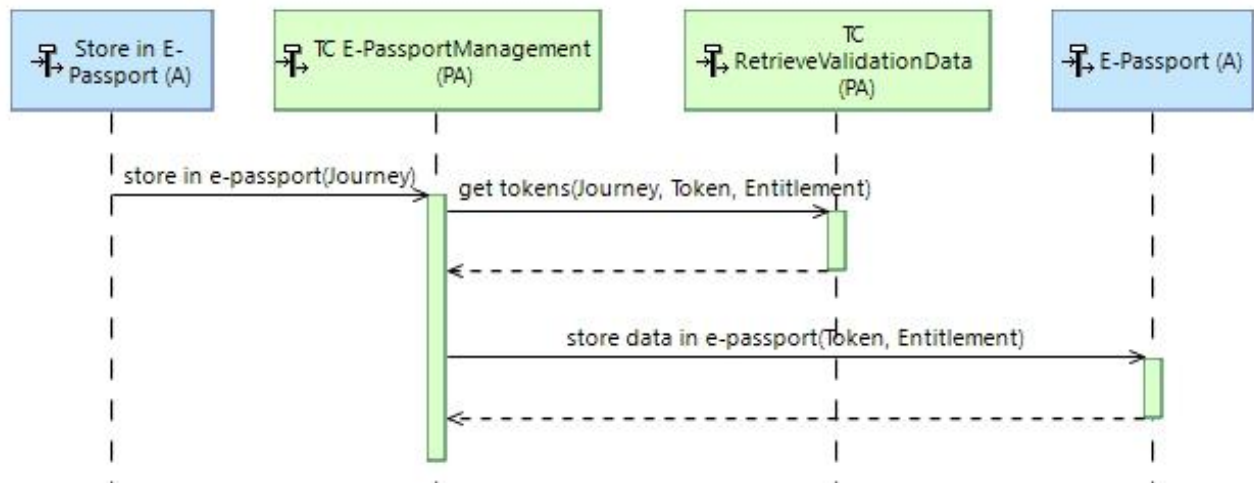 Store in E-
Passport (A)
TC E-PassportManagement
(PA)
TC
RetrieveValidationData
(PA)
E-Passport (A)
store in e-passport(Journey)
get tokens(Journey, Token, Entitlement)
store data in e-passport(Token, Entitlement)